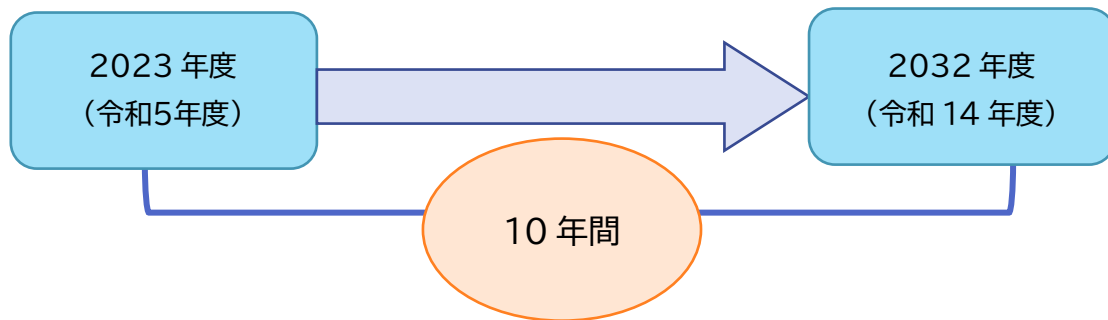 2023 年度
（令和5年度）
2032 年度
（令和 14 年度）
10 年間